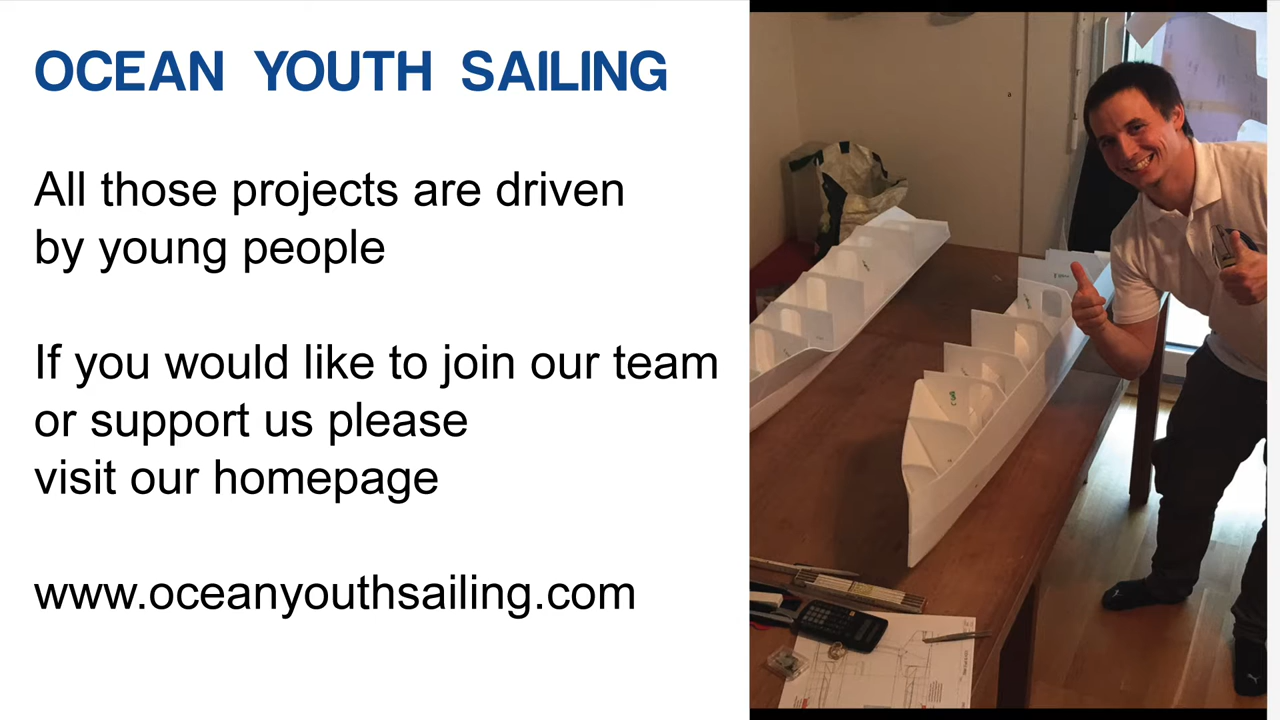 OCEAN YOUTH SAILING
All those projects are driven
by young people
If you would like to join our team
or support us please
visit our homepage
www.oceanyouthsailing.com